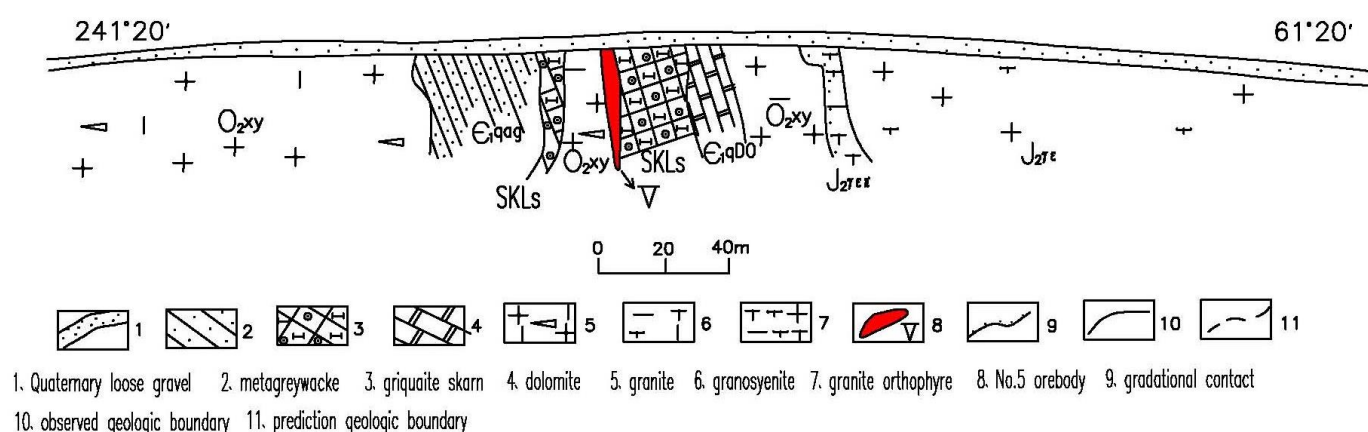 241°20′ 61°20′
O₂xy Є₁qag SKLs O₂xy V SKLs Є₁qDO O̅₂xy J₂γεπ J₂γε
0 20 40m
1 2 3 4 5 6 7 V 8 9 10 11
1. Quaternary loose gravel 2. metagreywacke 3. griquaite skarn 4. dolomite 5. granite 6. granosyenite 7. granite orthophyre 8. No.5 orebody 9. gradational contact
10. observed geologic boundary 11. prediction geologic boundary